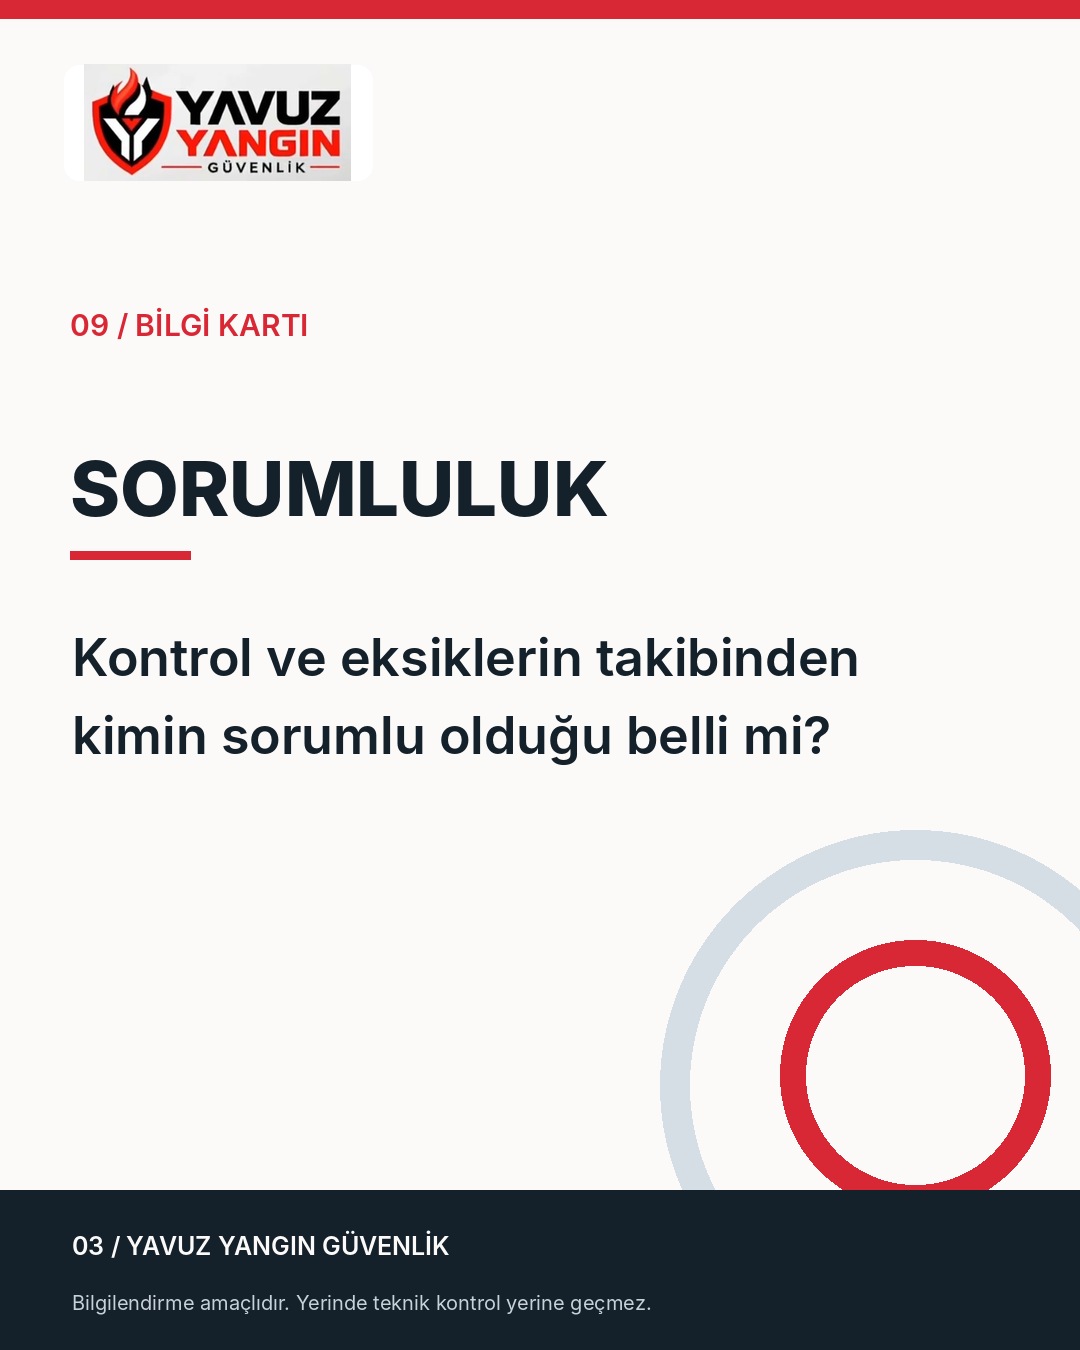 YAVUZ
YANGIN
GÜVENLİK
09 / BİLGİ KARTI
SORUMLULUK
Kontrol ve eksiklerin takibinden
kimin sorumlu olduğu belli mi?
03 / YAVUZ YANGIN GÜVENLİK
Bilgilendirme amaçlıdır. Yerinde teknik kontrol yerine geçmez.